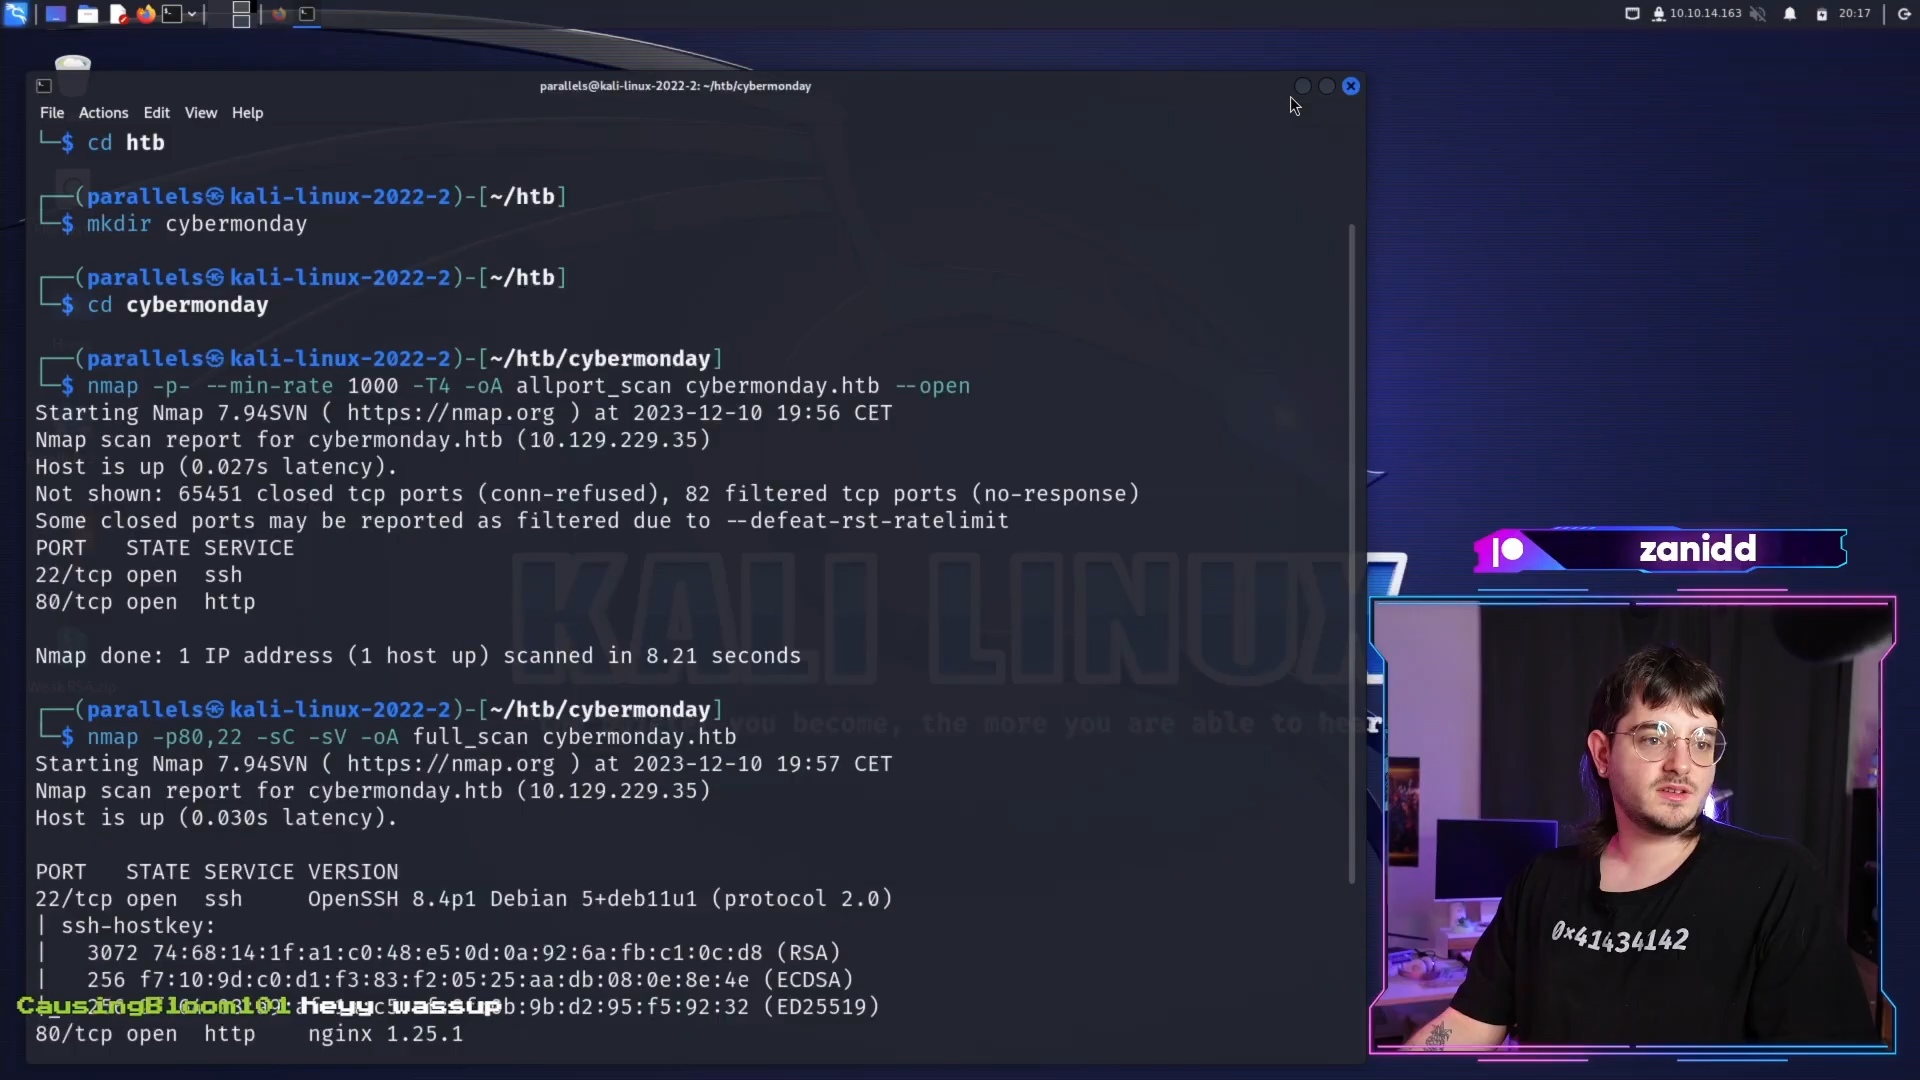 10.10.14.163
20:17
parallels@kali-linux-2022-2: ~/htb/cybermonday
File Actions Edit View Help
└─$ cd htb
┌──(parallels㉿kali-linux-2022-2)-[~/htb]
└─$ mkdir cybermonday
┌──(parallels㉿kali-linux-2022-2)-[~/htb]
└─$ cd cybermonday
┌──(parallels㉿kali-linux-2022-2)-[~/htb/cybermonday]
└─$ nmap -p- --min-rate 1000 -T4 -oA allport_scan cybermonday.htb --open
Starting Nmap 7.94SVN ( https://nmap.org ) at 2023-12-10 19:56 CET
Nmap scan report for cybermonday.htb (10.129.229.35)
Host is up (0.027s latency).
Not shown: 65451 closed tcp ports (conn-refused), 82 filtered tcp ports (no-response)
Some closed ports may be reported as filtered due to --defeat-rst-ratelimit
PORT   STATE SERVICE
22/tcp open  ssh
80/tcp open  http
Nmap done: 1 IP address (1 host up) scanned in 8.21 seconds
┌──(parallels㉿kali-linux-2022-2)-[~/htb/cybermonday]
└─$ nmap -p80,22 -sC -sV -oA full_scan cybermonday.htb
Starting Nmap 7.94SVN ( https://nmap.org ) at 2023-12-10 19:57 CET
Nmap scan report for cybermonday.htb (10.129.229.35)
Host is up (0.030s latency).
PORT   STATE SERVICE VERSION
22/tcp open  ssh     OpenSSH 8.4p1 Debian 5+deb11u1 (protocol 2.0)
| ssh-hostkey:
|   3072 74:68:14:1f:a1:c0:48:e5:0d:0a:92:6a:fb:c1:0c:d8 (RSA)
|   256 f7:10:9d:c0:d1:f3:83:f2:05:25:aa:db:08:0e:8e:4e (ECDSA)
9b:d2:95:f5:92:32 (ED25519)
80/tcp open  http    nginx 1.25.1
CausingBloom101 heyy wassup
KALI LINUX
you become, the more you are able to hear
zanidd
0x41434142